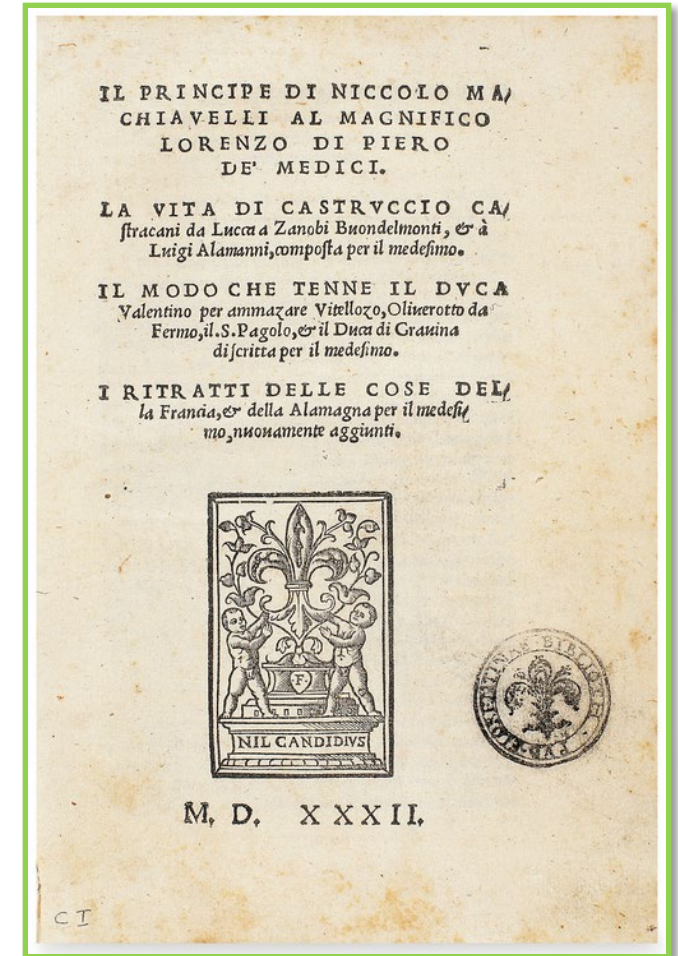 IL PRINCIPE DI NICCOLO MA/
CHIAVELLI AL MAGNIFICO
LORENZO DI PIERO
DE' MEDICI.
LA VITA DI CASTRVCCIO CA/
ſtracani da Lucca a Zanobi Buondelmonti, & à
Luigi Alamanni, compoſta per il medeſimo.
IL MODO CHE TENNE IL DVCA
Valentino per ammazare Vitellozo, Oliuerotto da
Fermo, il.S. Pagolo, & il Duca di Grauina
diſcritta per il medeſimo.
I RITRATTI DELLE COSE DEL/
la Francia, & della Alamagna per il medeſi/
mo, nuouamente aggiunti.
F
NIL CANDIDIVS
PVB. FLORENTINAE BIBLIOTH.
M. D. XXXII.
C I